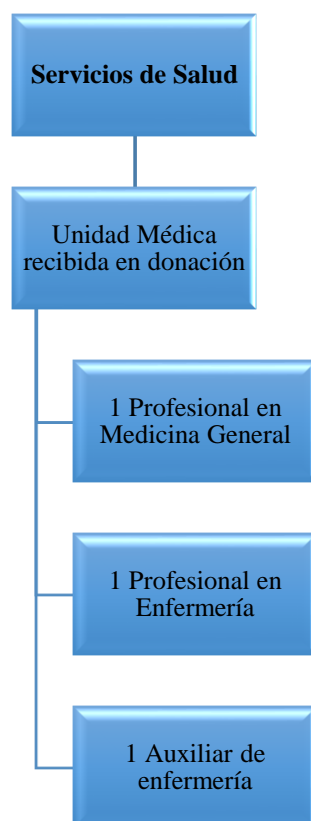 Servicios de Salud
Unidad Médica
recibida en donación
1 Profesional en
Medicina General
1 Profesional en
Enfermería
1 Auxiliar de
enfermería